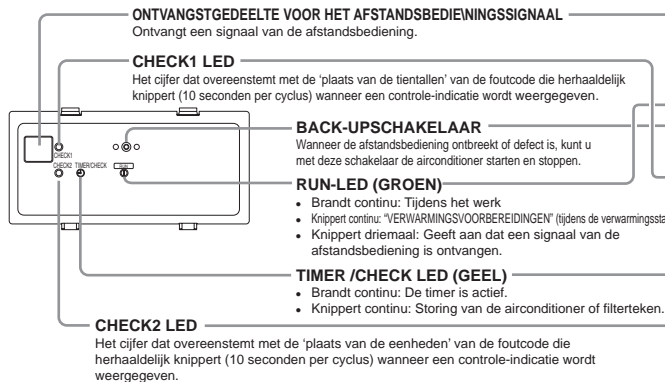 ONTVANGSTGEDEELTE VOOR HET AFSTANDSBEDIE\NINGSSIGNAAL
Ontvangt een signaal van de afstandsbediening.
CHECK1 LED
Het cijfer dat overeenstemt met de ‘plaats van de tientallen’ van de foutcode die herhaaldelijk
knippert (10 seconden per cyclus) wanneer een controle-indicatie wordt weergegeven.
BACK-UPSCHAKELAAR
Wanneer de afstandsbediening ontbreekt of defect is, kunt u
met deze schakelaar de airconditioner starten en stoppen.
CHECK1
CHECK2 TIMER/CHECK RUN
RUN-LED (GROEN)
• Brandt continu: Tijdens het werk
• Knippert continu: “VERWARMINGSVOORBEREIDINGEN” (tijdens de
• Knippert driemaal: Geeft aan dat een signaal van de
afstandsbediening is ontvangen.
TIMER /CHECK LED (GEEL)
• Brandt continu: De timer is actief.
• Knippert continu: Storing van de airconditioner of filterteken.
CHECK2 LED
Het cijfer dat overeenstemt met de ‘plaats van de eenheden’ van de foutcode die
herhaaldelijk knippert (10 seconden per cyclus) wanneer een controle-indicatie wordt
weergegeven.